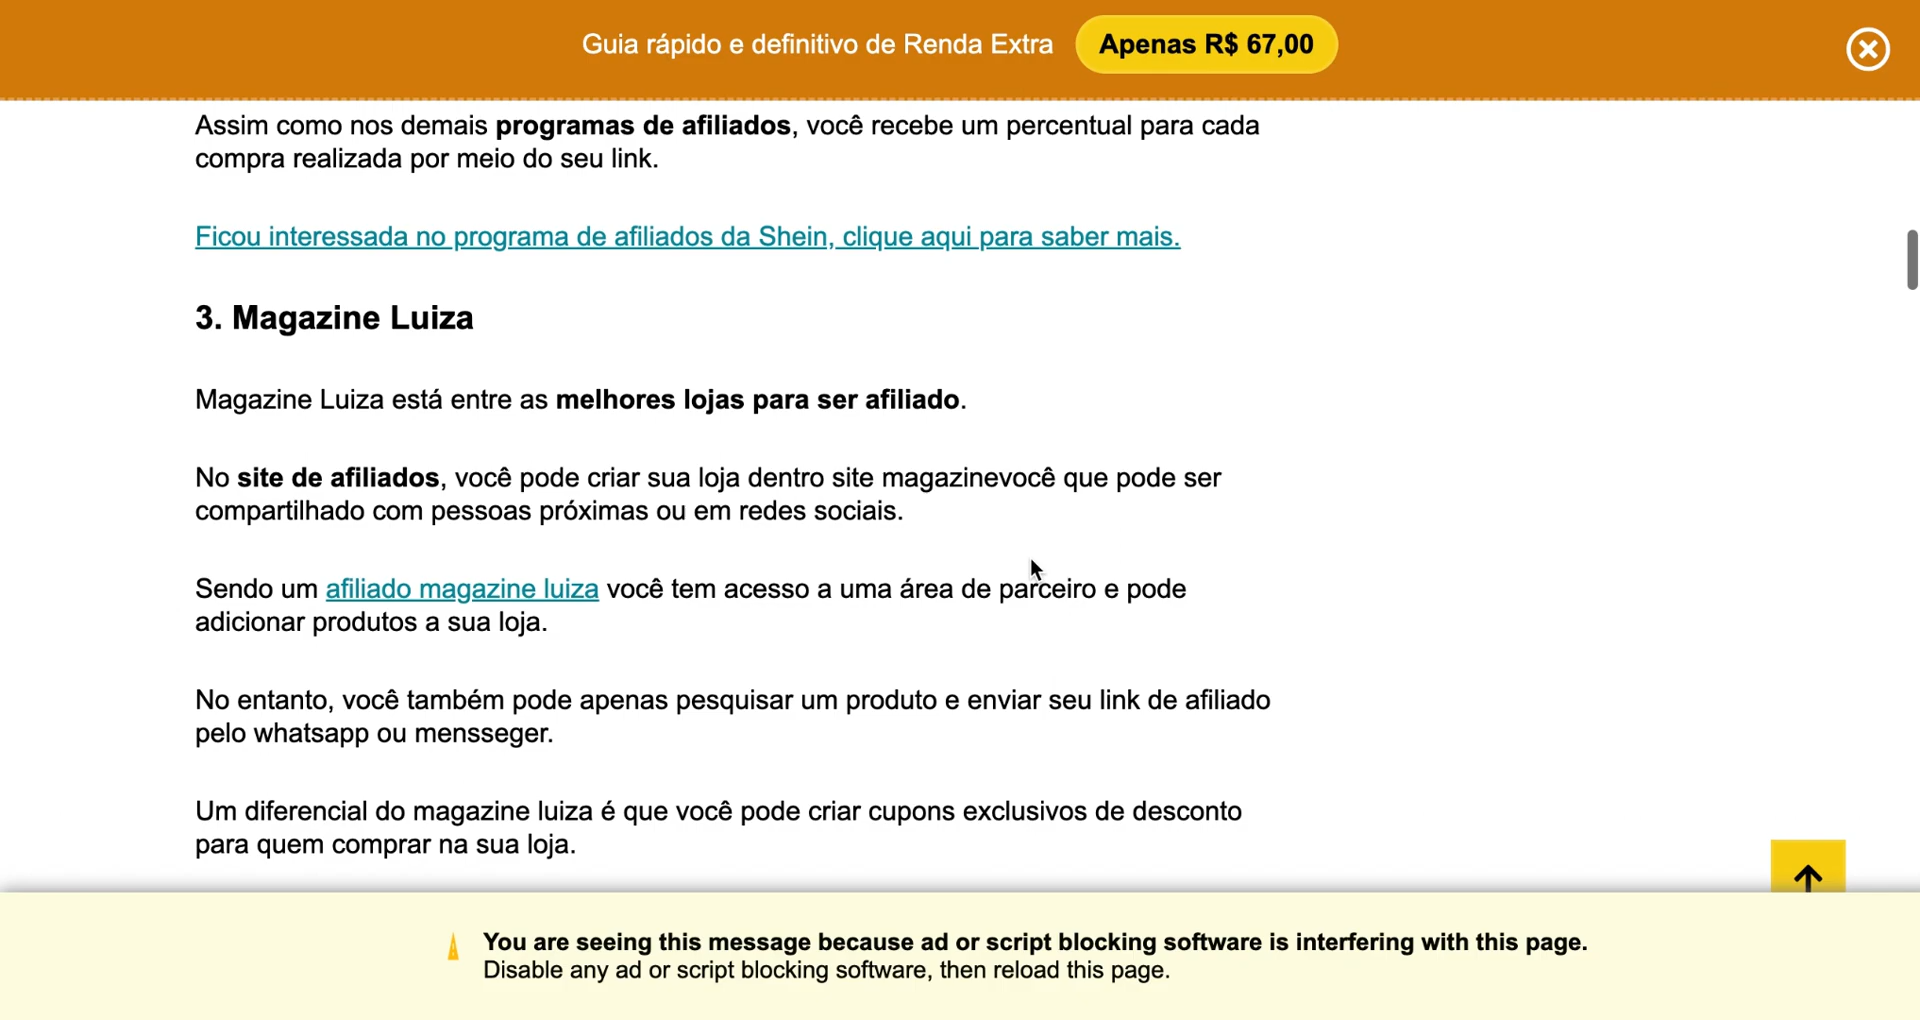 Guia rápido e definitivo de Renda Extra Apenas R$ 67,00
Assim como nos demais programas de afiliados, você recebe um percentual para cada
compra realizada por meio do seu link.
Ficou interessada no programa de afiliados da Shein, clique aqui para saber mais.
3. Magazine Luiza
Magazine Luiza está entre as melhores lojas para ser afiliado.
No site de afiliados, você pode criar sua loja dentro site magazinevocê que pode ser
compartilhado com pessoas próximas ou em redes sociais.
Sendo um afiliado magazine luiza você tem acesso a uma área de parceiro e pode
adicionar produtos a sua loja.
No entanto, você também pode apenas pesquisar um produto e enviar seu link de afiliado
pelo whatsapp ou mensseger.
Um diferencial do magazine luiza é que você pode criar cupons exclusivos de desconto
para quem comprar na sua loja.
You are seeing this message because ad or script blocking software is interfering with this page.
Disable any ad or script blocking software, then reload this page.